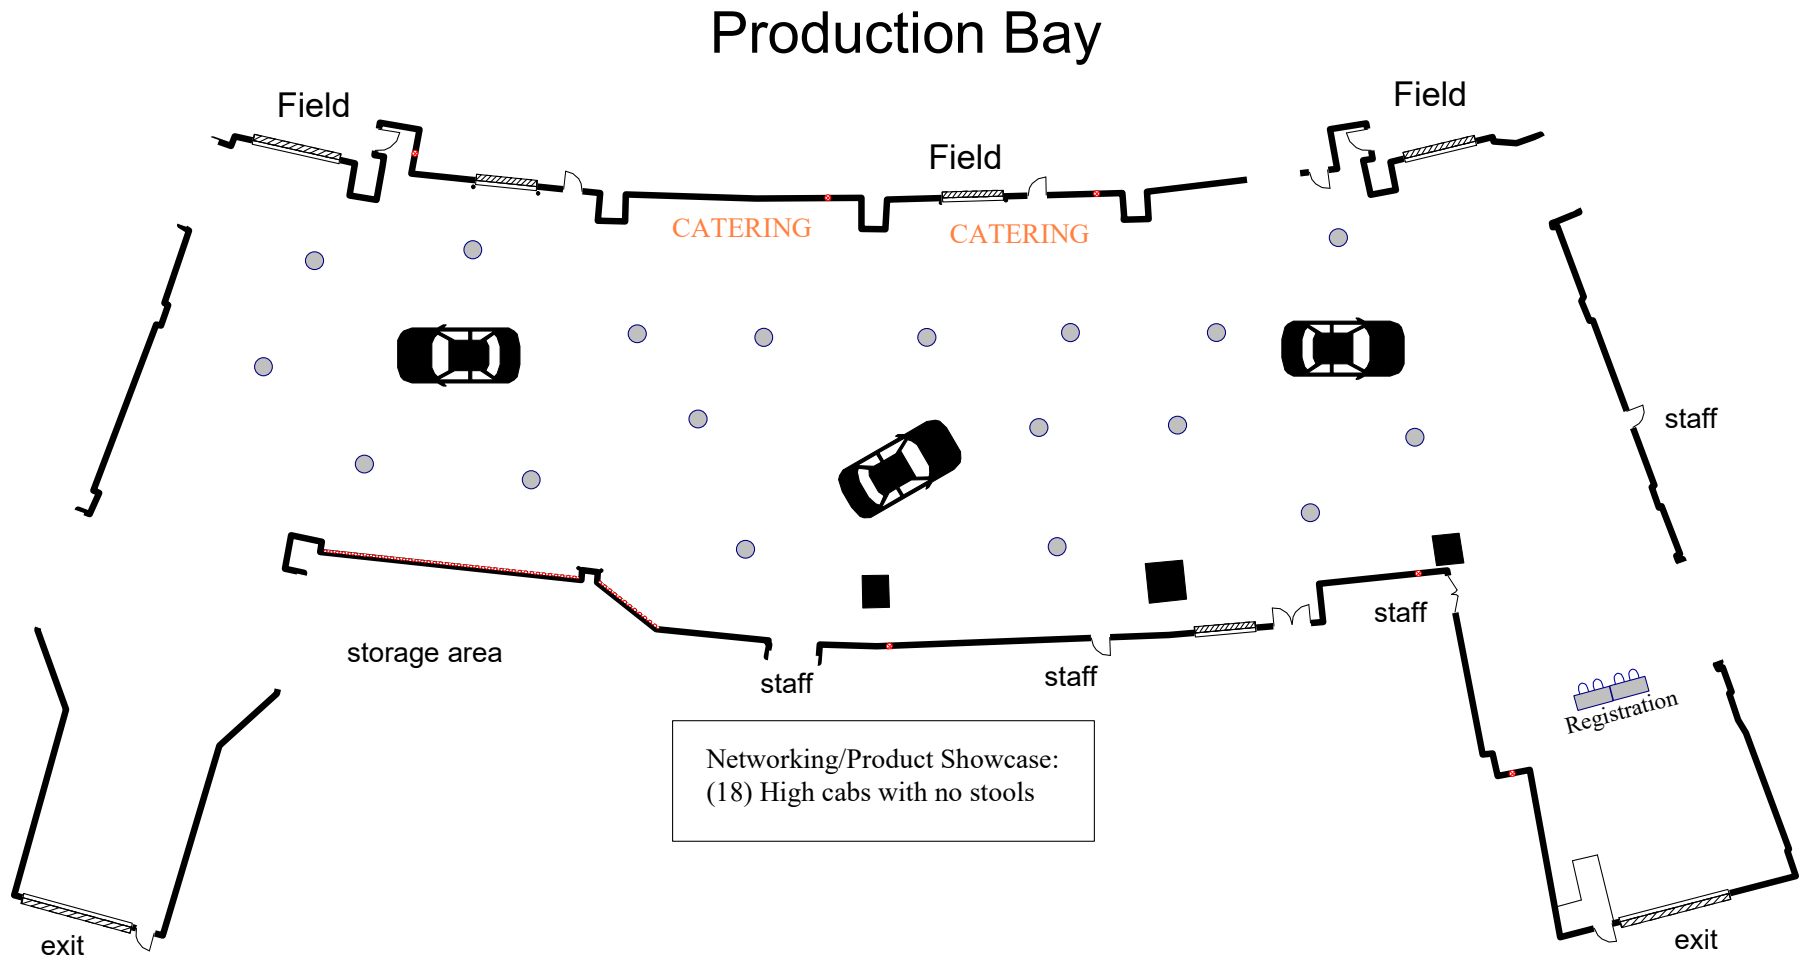 Production Bay
Field
Field
Field
CATERING
CATERING
staff
staff
storage area
staff
staff
Registration
Networking/Product Showcase:
(18) High cabs with no stools
exit
exit